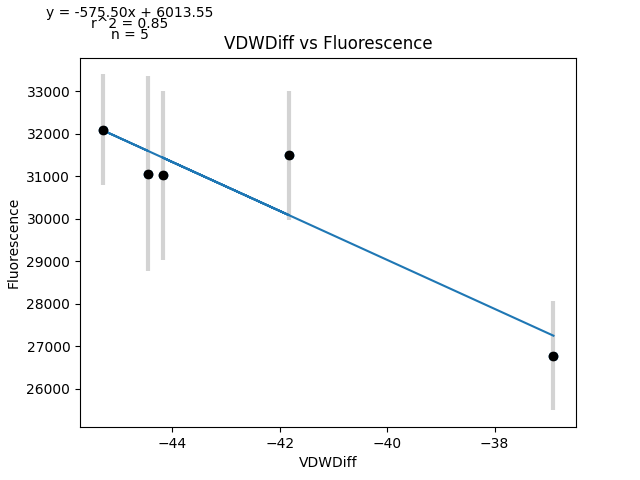 y = -575.50x + 6013.55
r^2 = 0.85
n = 5
VDWDiff vs Fluorescence
33000
32000
31000
30000
29000
28000
27000
26000
Fluorescence
−44
−42
−40
−38
VDWDiff